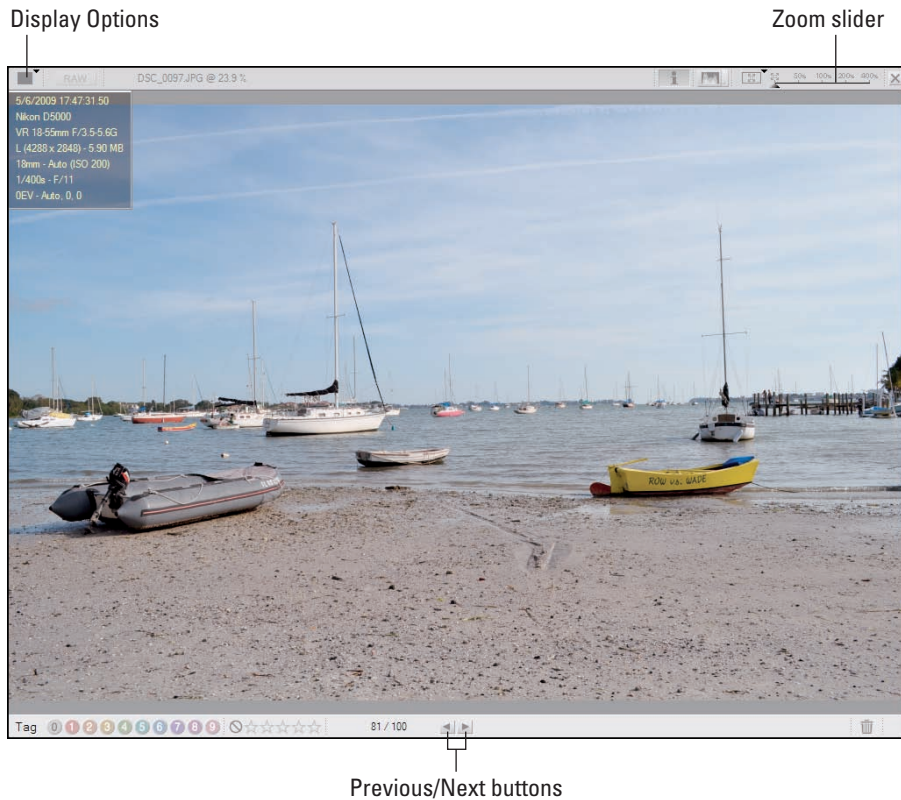 Display Options
Zoom slider
RAW
DSC_0097.JPG @ 23.9 %
50% 100% 200% 400%
5/6/2009 17:47:31.50
Nikon D5000
VR 18-55mm F/3.5-5.6G
L (4288 x 2848) - 5.90 MB
18mm - Auto (ISO 200)
1/400s - F/11
0EV - Auto, 0, 0
ROW v.s. WADE
Tag 0 1 2 3 4 5 6 7 8 9
81 / 100
Previous/Next buttons